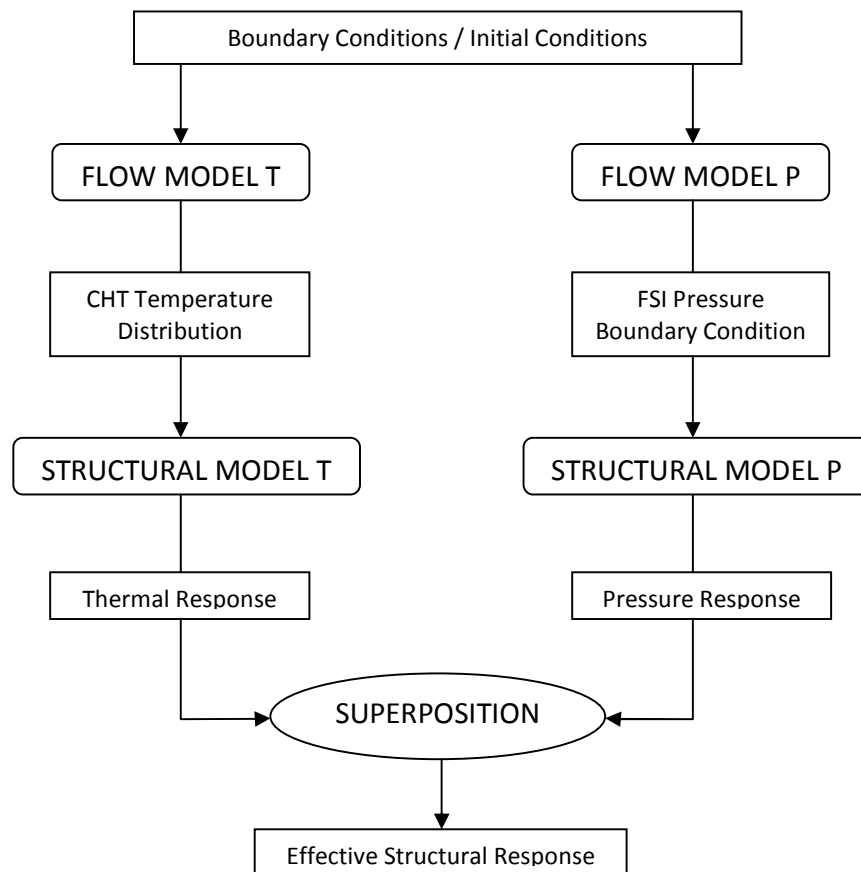 Boundary Conditions / Initial Conditions
FLOW MODEL T
FLOW MODEL P
CHT Temperature
Distribution
FSI Pressure
Boundary Condition
STRUCTURAL MODEL T
STRUCTURAL MODEL P
Thermal Response
Pressure Response
SUPERPOSITION
Effective Structural Response